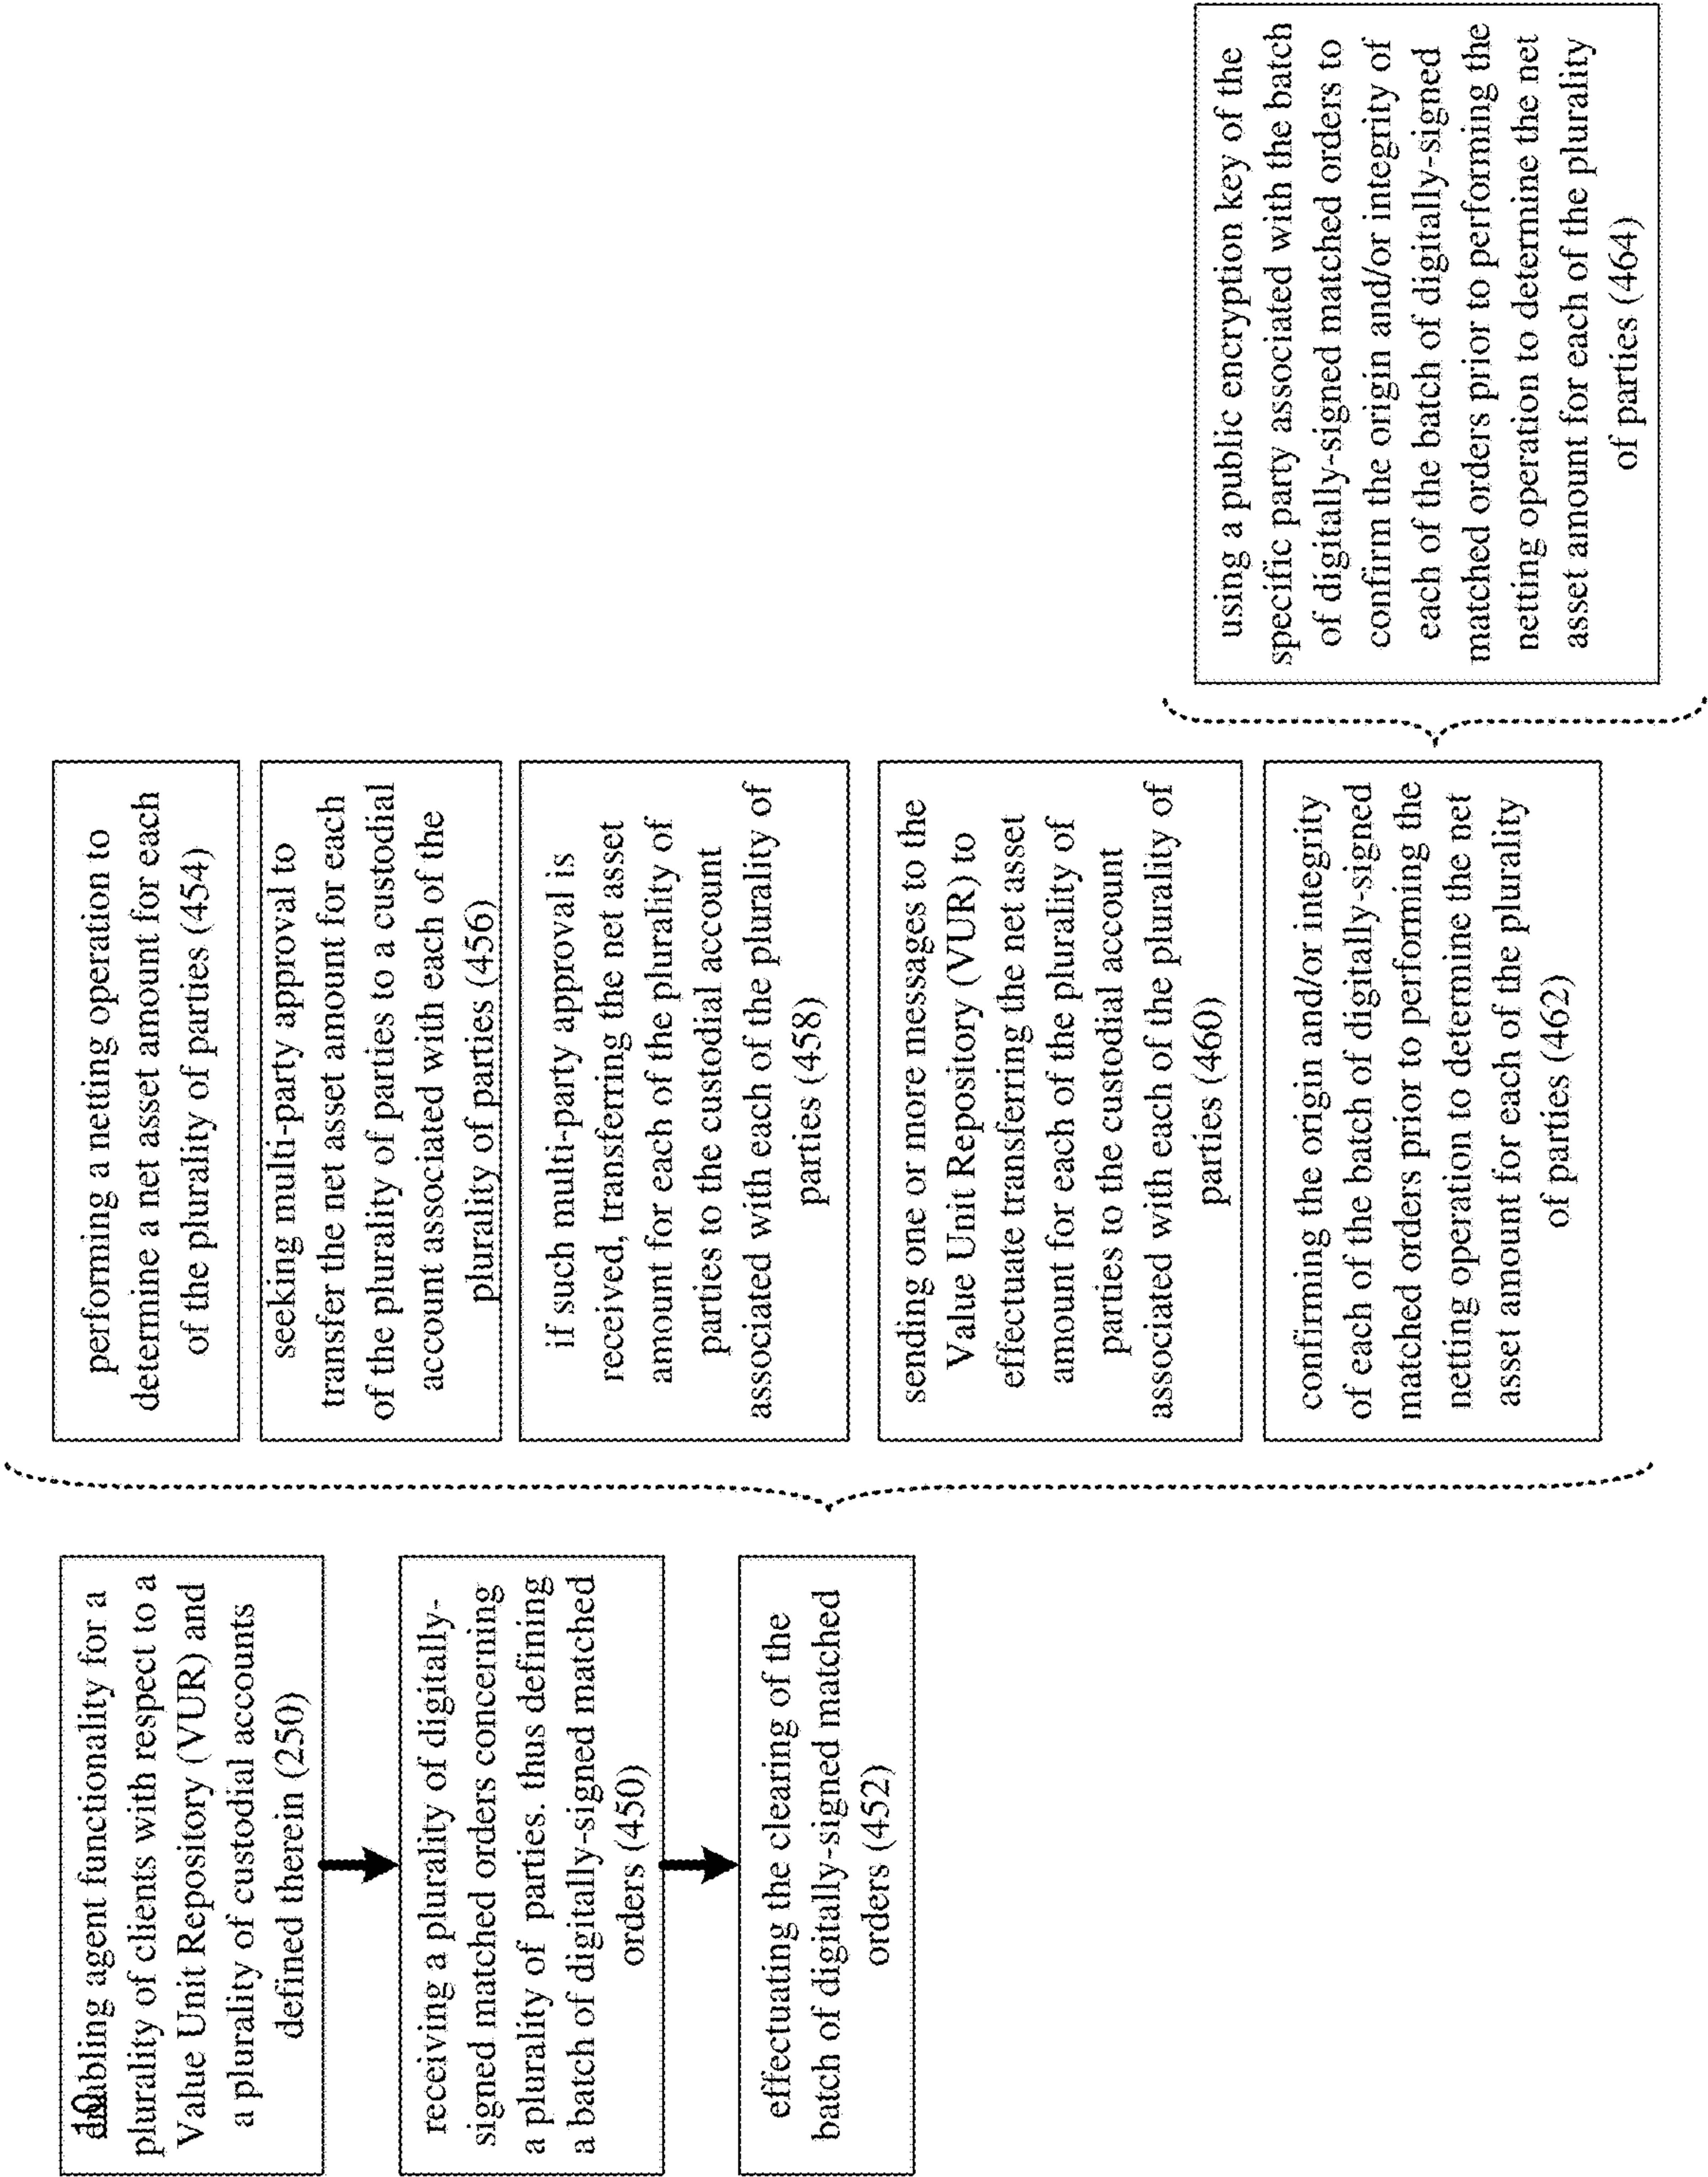 10
enabling agent functionality for a
plurality of clients with respect to a
Value Unit Repository (VUR) and
a plurality of custodial accounts
defined therein (250)
receiving a plurality of digitally-
signed matched orders concerning
a plurality of parties. thus defining
a batch of digitally-signed matched
orders (450)
effectuating the clearing of the
batch of digitally-signed matched
orders (452)
performing a netting operation to
determine a net asset amount for each
of the plurality of parties (454)
seeking multi-party approval to
transfer the net asset amount for each
of the plurality of parties to a custodial
account associated with each of the
plurality of parties (456)
if such multi-party approval is
received, transferring the net asset
amount for each of the plurality of
parties to the custodial account
associated with each of the plurality of
parties (458)
sending one or more messages to the
Value Unit Repository (VUR) to
effectuate transferring the net asset
amount for each of the plurality of
parties to the custodial account
associated with each of the plurality of
parties (460)
confirming the origin and/or integrity
of each of the batch of digitally-signed
matched orders prior to performing the
netting operation to determine the net
asset amount for each of the plurality
of parties (462)
using a public encryption key of the
specific party associated with the batch
of digitally-signed matched orders to
confirm the origin and/or integrity of
each of the batch of digitally-signed
matched orders prior to performing the
netting operation to determine the net
asset amount for each of the plurality
of parties (464)